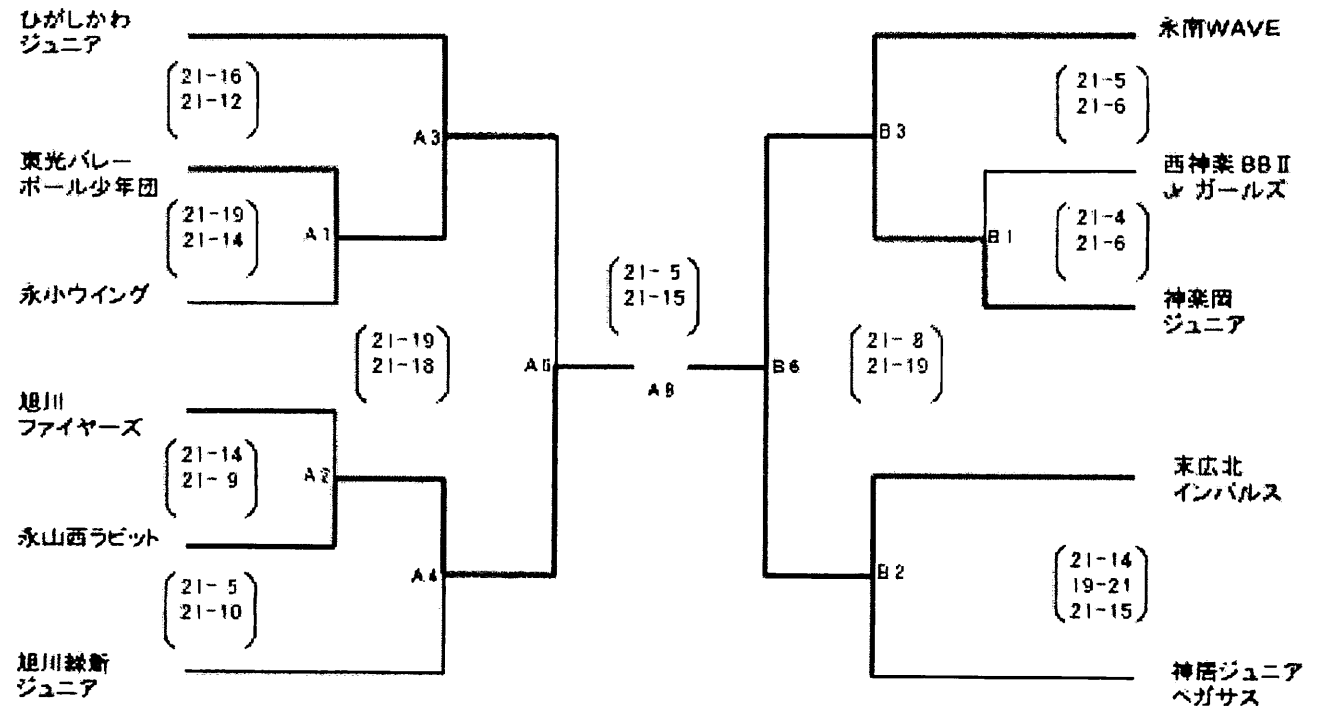 ひがしかわ
ジュニア
21-16
21-12
A3
東光バレー
ボール少年団
21-19
21-14
A1
永小ウイング
21-19
21-18
A6
旭川
ファイヤーズ
21-14
21- 9
A2
永山西ラビット
21- 5
21-10
A4
旭川
ジュニア
21- 5
21-15
A8
永南WAVE
21-5
21-6
B3
西神楽BBⅡ
Jr ガールズ
21-4
21-6
B1
神楽岡
ジュニア
21- 8
21-19
B6
末広北
インパルス
21-14
19-21
21-15
B2
神居ジュニア
ペガサス